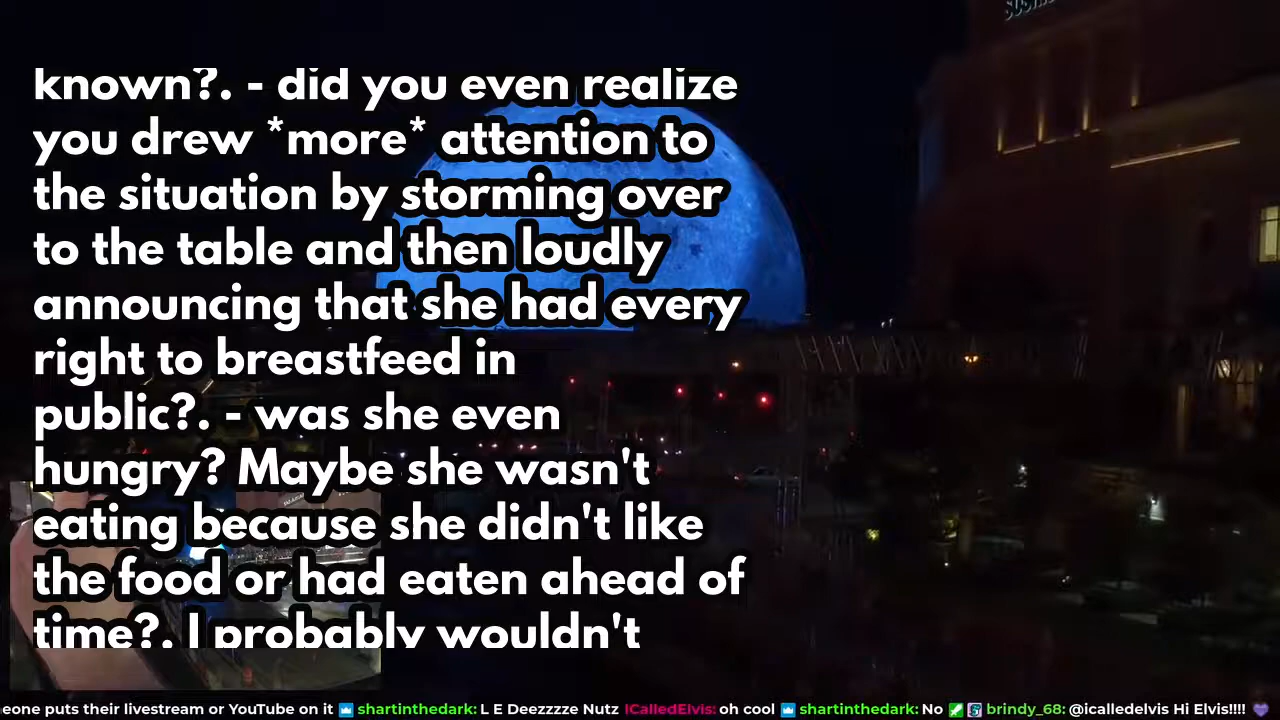 known?. - did you even realize
you drew *more* attention to
the situation by storming over
to the table and then loudly
announcing that she had every
right to breastfeed in
public?. - was she even
hungry? Maybe she wasn't
eating because she didn't like
the food or had eaten ahead of
time?. I probably wouldn't
eone puts their livestream or YouTube on it shartinthedark: L E Deezzzze Nutz ICalledElvis: oh cool shartinthedark: No brindy_68: @icalledelvis Hi Elvis!!!!